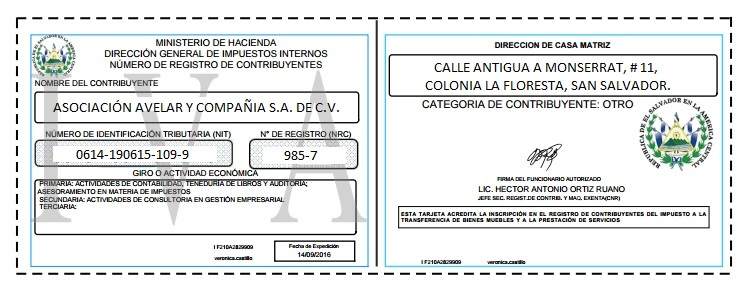 MINISTERIO DE HACIENDA
DIRECCIÓN GENERAL DE IMPUESTOS INTERNOS
NÚMERO DE REGISTRO DE CONTRIBUYENTES
IVA
NOMBRE DEL CONTRIBUYENTE
ASOCIACIÓN AVELAR Y COMPAÑIA S.A. DE C.V.
NÚMERO DE IDENTIFICACIÓN TRIBUTARIA (NIT)
N° DE REGISTRO (NRC)
0614-190615-109-9
985-7
GIRO O ACTIVIDAD ECONÓMICA
PRIMARIA: ACTIVIDADES DE CONTABILIDAD, TENEDURIA DE LIBROS Y AUDITORIA;
ASESORAMIENTO EN MATERIA DE IMPUESTOS
SECUNDARIA: ACTIVIDADES DE CONSULTORIA EN GESTIÓN EMPRESARIAL
TERCIARIA:
I F210A2829909
veronica.castillo
Fecha de Expedición
14/09/2016
DIRECCION DE CASA MATRIZ
CALLE ANTIGUA A MONSERRAT, # 11,
COLONIA LA FLORESTA, SAN SALVADOR.
CATEGORIA DE CONTRIBUYENTE: OTRO
REPUBLICA DE EL SALVADOR EN LA AMERICA CENTRAL
FIRMA DEL FUNCIONARIO AUTORIZADO
LIC. HECTOR ANTONIO ORTIZ RUANO
JEFE SEC. REGIST.DE CONTRIB. Y MAQ. EXENTA(CNR)
ESTA TARJETA ACREDITA LA INSCRIPCIÓN EN EL REGISTRO DE CONTRIBUYENTES DEL IMPUESTO A LA
TRANSFERENCIA DE BIENES MUEBLES Y A LA PRESTACIÓN DE SERVICIOS
I F210A2829909
veronica.castillo